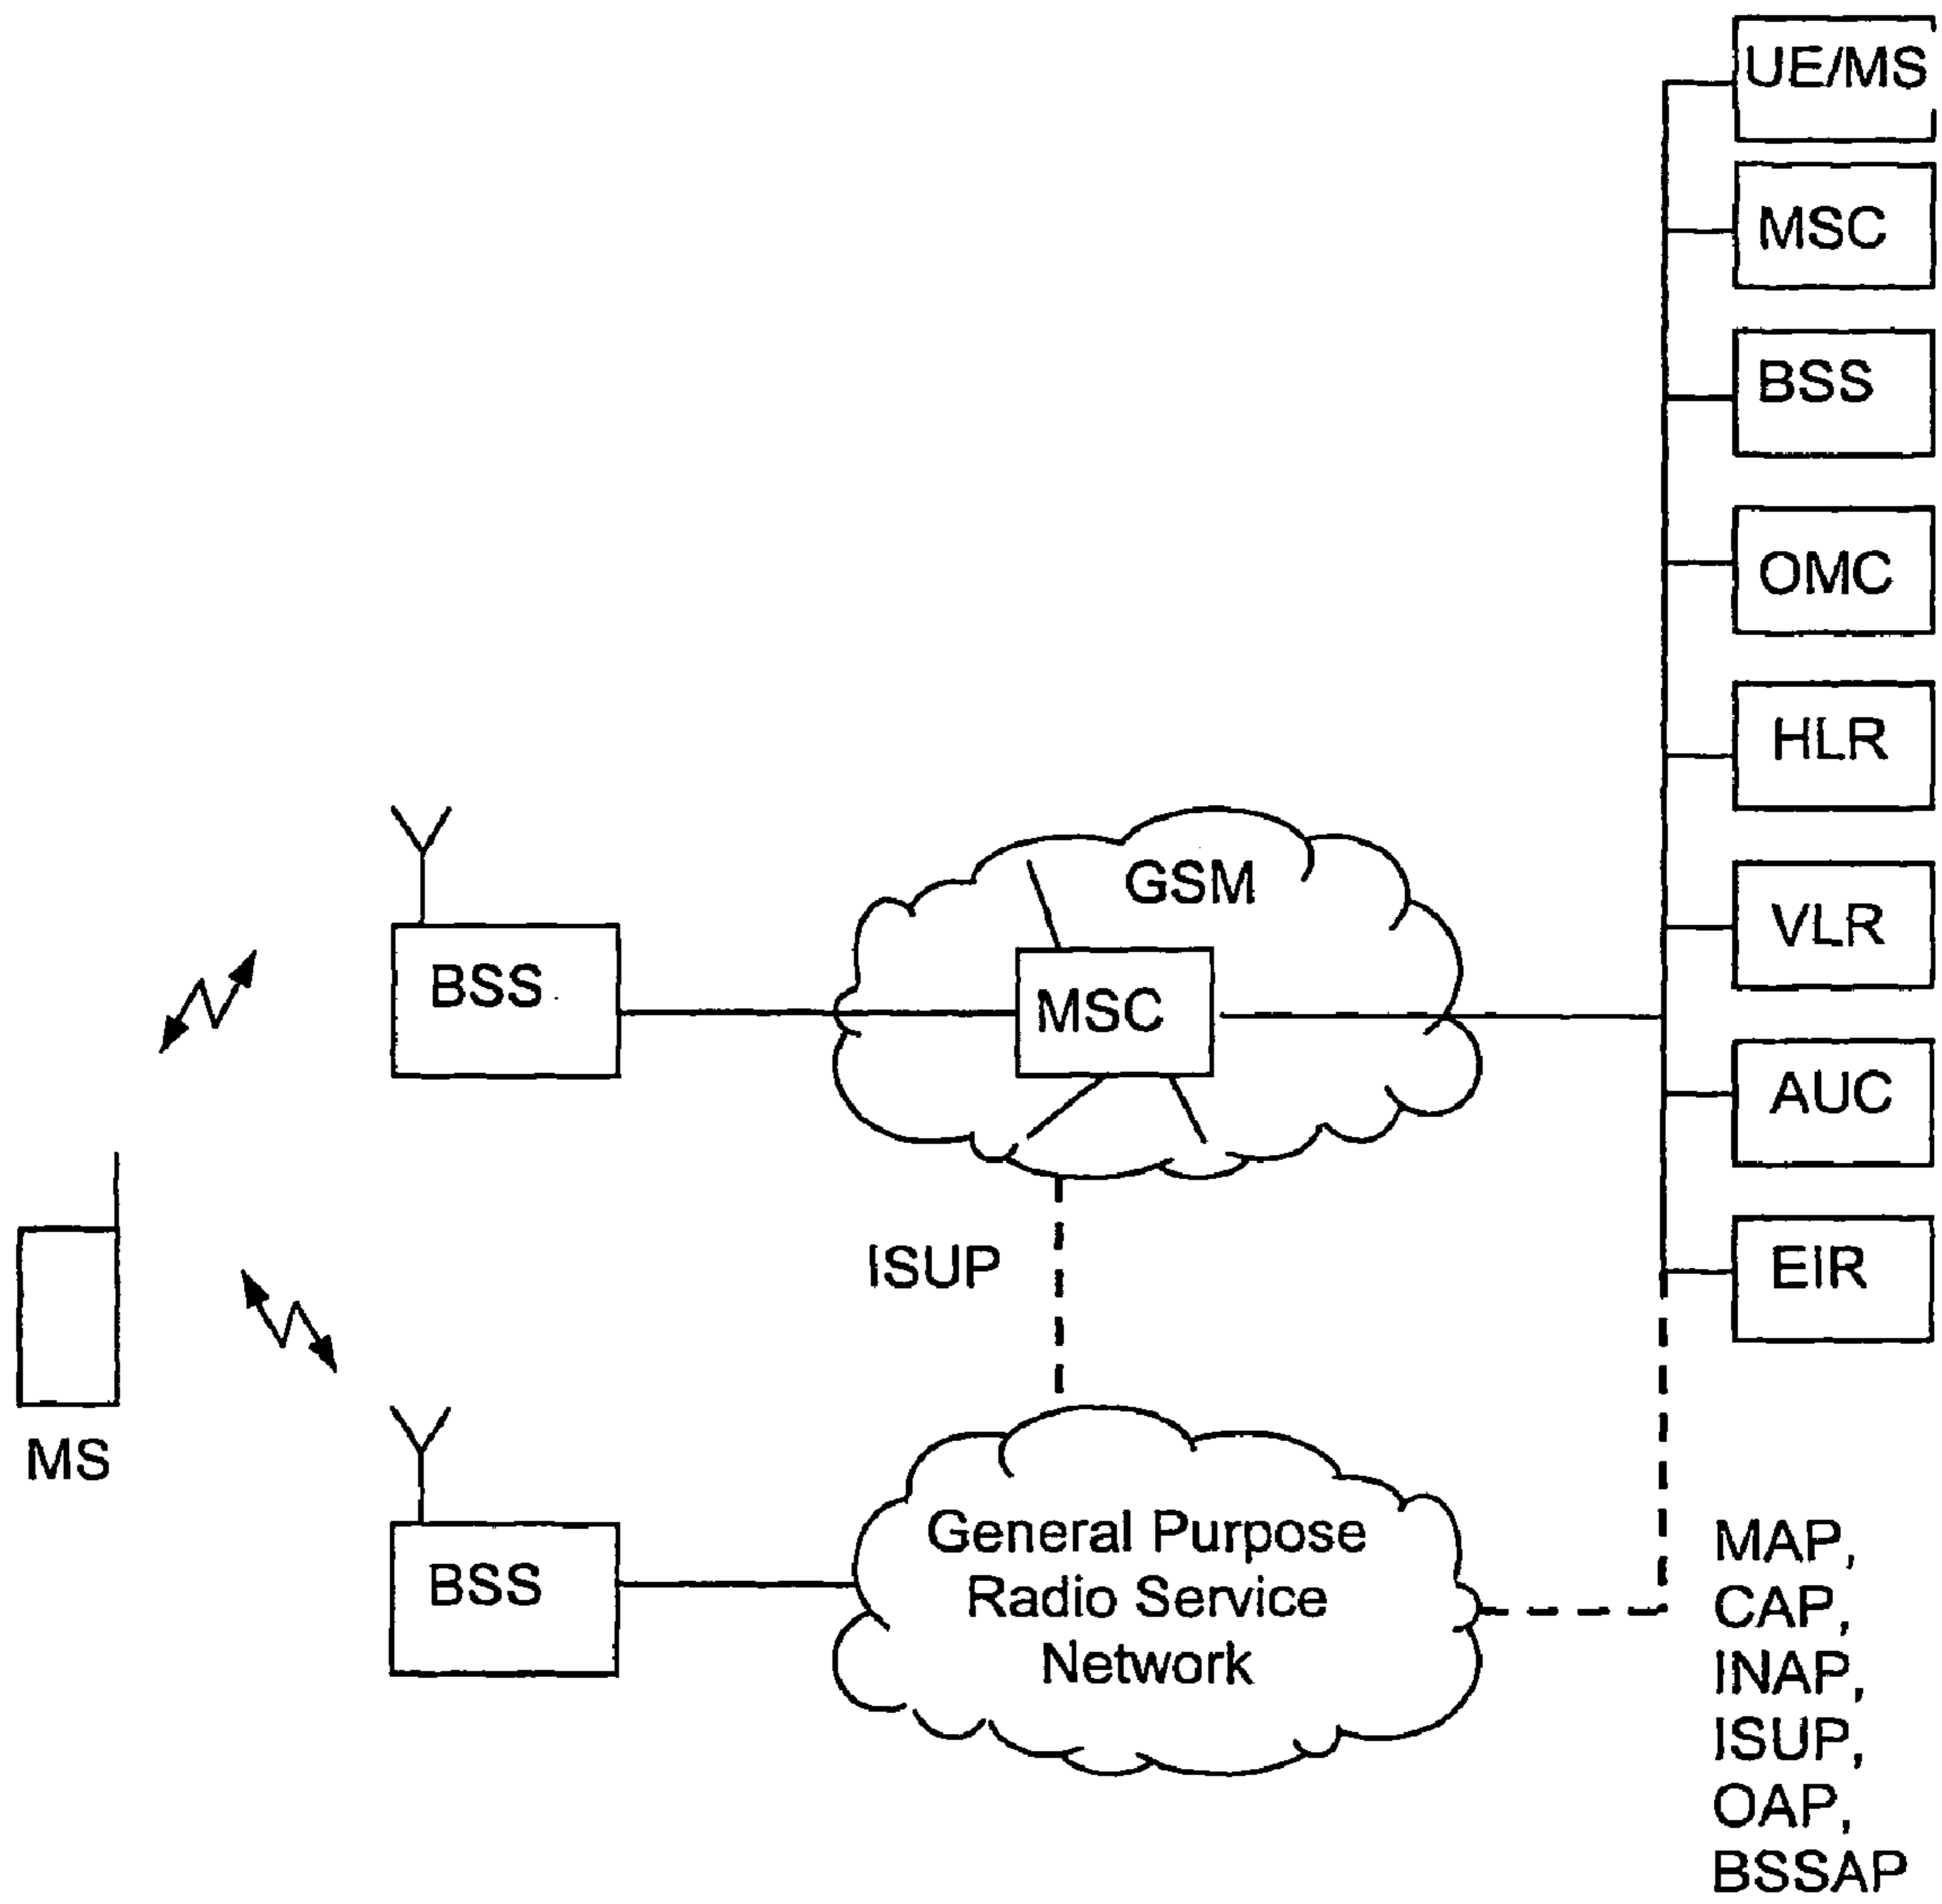 UE/MS
MSC
BSS
OMC
HLR
GSM
VLR
BSS
MSC
AUC
ISUP
EIR
MS
General Purpose
Radio Service
Network
BSS
MAP,
CAP,
INAP,
ISUP,
OAP,
BSSAP